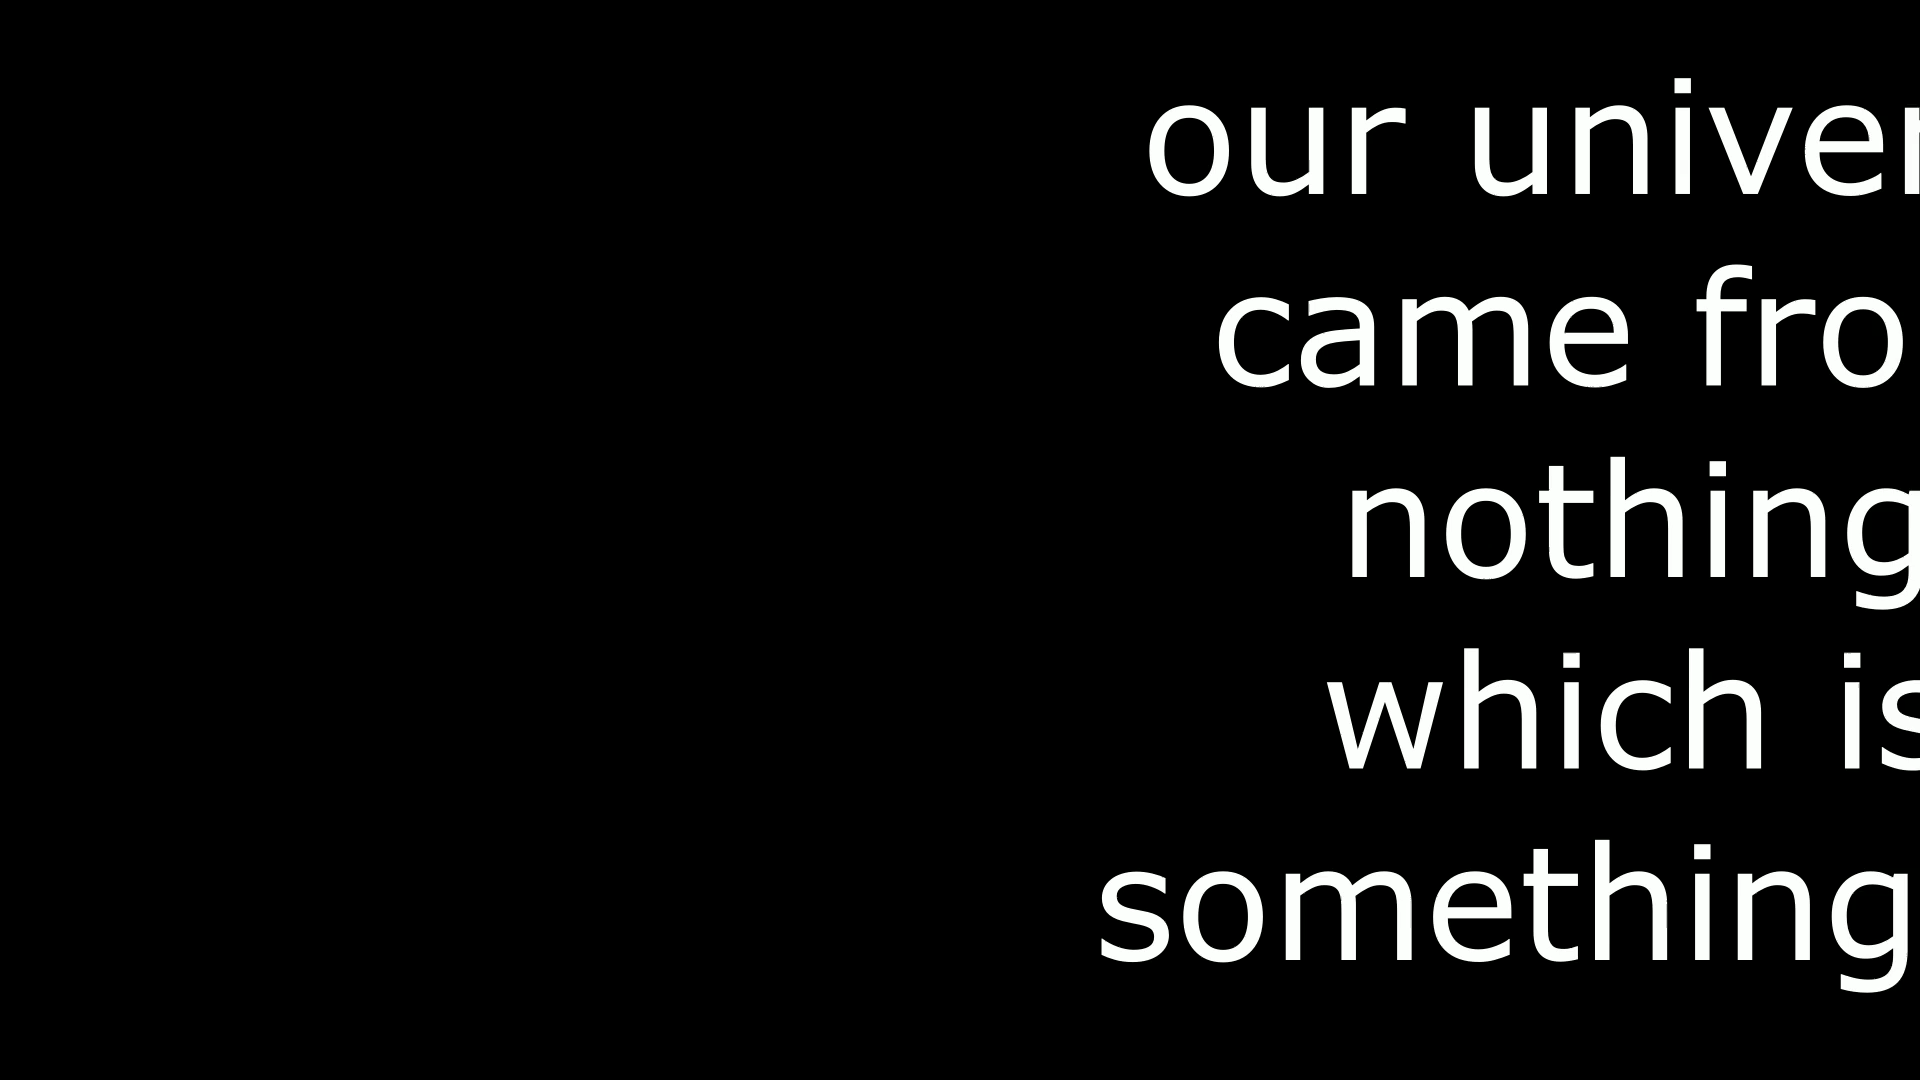 our univer
came fro
nothing
which is
something